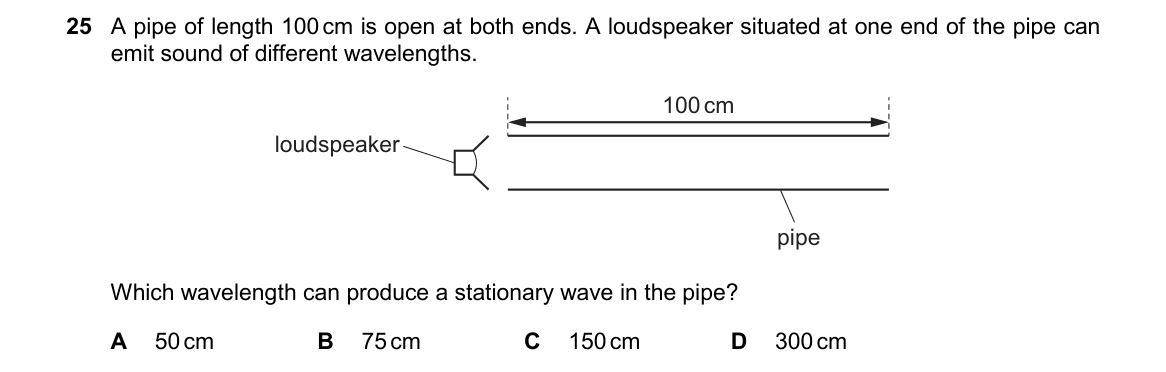 25 A pipe of length 100 cm is open at both ends. A loudspeaker situated at one end of the pipe can
emit sound of different wavelengths.
100 cm
loudspeaker
pipe
Which wavelength can produce a stationary wave in the pipe?
A 50 cm B 75 cm C 150 cm D 300 cm